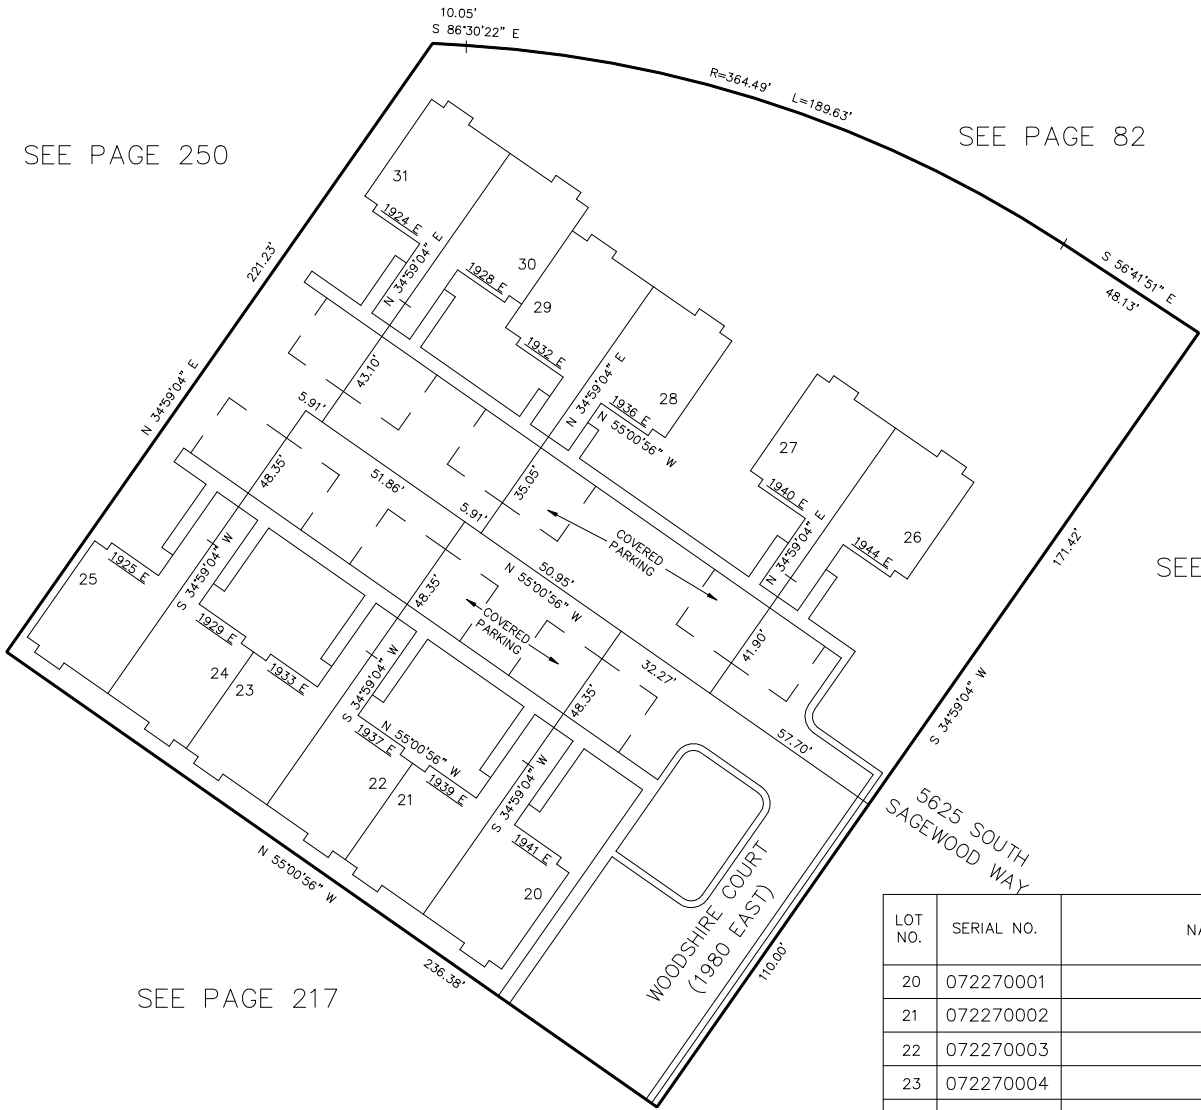 10.05'
S 86°30'22" E
R=364.49'
L=189.63'
SEE PAGE 250
SEE PAGE 82
31
1924 E
N 34°59'04" E
30
1928 E
29
1932 E
N 34°59'04" E
28
1936 E
N 55°00'56" W
27
1940 E
N 34°59'04" E
26
1944 E
S 56°41'51" E
48.13'
221.23'
N 34°59'04" E
43.10'
5.91'
48.35'
51.86'
5.91'
35.05'
COVERED
PARKING
50.95'
N 55°00'56" W
48.35'
COVERED
PARKING
41.90'
32.27'
48.35'
57.70'
171.42'
SEE
S 34°59'04" W
25
1925 E
S 34°59'04" W
1929 E
24
23
1933 E
S 34°59'04" W
1937 E
N 55°00'56" W
22
21
1939 E
S 34°59'04" W
1941 E
20
N 55°00'56" W
236.38'
SEE PAGE 217
WOODSHIRE COURT
(1980 EAST)
110.00'
5625 SOUTH
SAGEWOOD WAY
LOT NO. SERIAL NO. NA
20 072270001
21 072270002
22 072270003
23 072270004